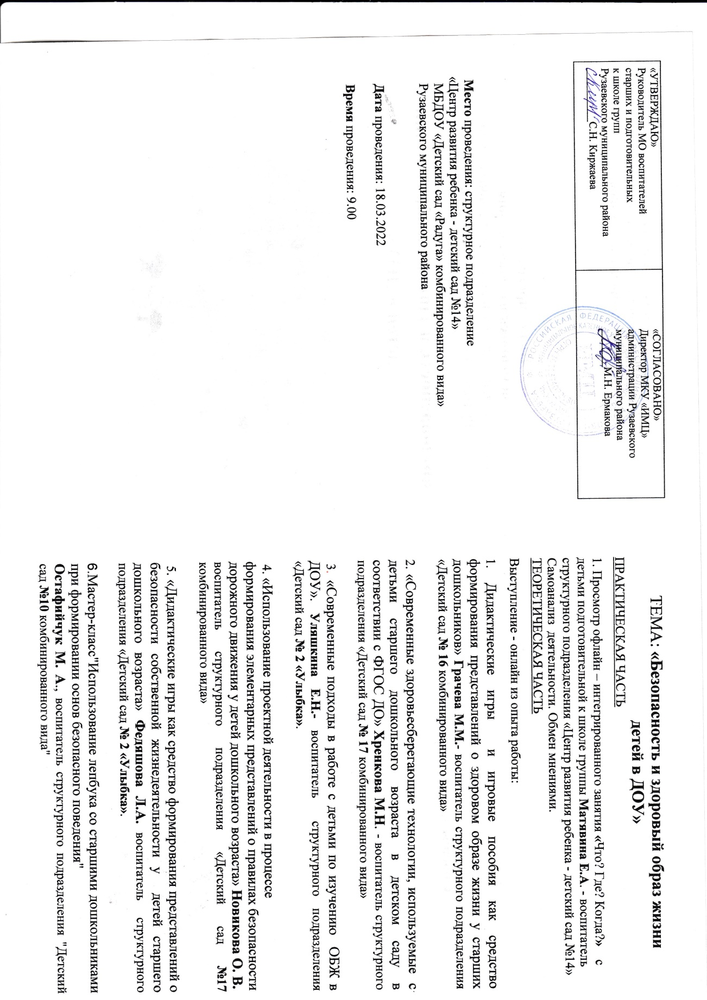 «УТВЕРЖДАЮ»
Руководитель МО воспитателей
старших и подготовительных
к школе групп
Рузаевского муниципального района
С.Н. Киржаева
«СОГЛАСОВАНО»
Директор МКУ «ИМЦ»
администрации Рузаевского
муниципального района
М.Н. Ермакова
РОССИЙСКАЯ ФЕДЕРАЦИЯ
Место проведения: структурное подразделение
«Центр развития ребенка - детский сад №14»
МБДОУ «Детский сад «Радуга» комбинированного вида»
Рузаевского муниципального района
Дата проведения: 18.03.2022
Время проведения: 9.00
ТЕМА: «Безопасность и здоровый образ жизни
детей в ДОУ»
ПРАКТИЧЕСКАЯ ЧАСТЬ
1. Просмотр офлайн – интегрированного занятия «Что? Где? Когда?» с
детьми подготовительной к школе группы Матявина Е.А. - воспитатель
структурного подразделения «Центр развития ребенка - детский сад №14»
Самоанализ деятельности. Обмен мнениями.
ТЕОРЕТИЧЕСКАЯ ЧАСТЬ
Выступление - онлайн из опыта работы:
1. Дидактические игры и игровые пособия как средство
формирования представлений о здоровом образе жизни у старших
дошкольников» Грачева М.М.- воспитатель структурного подразделения
«Детский сад № 16 комбинированного вида»
2. «Современные здоровьесберегающие технологии, используемые с
детьми старшего дошкольного возраста в детском саду в
соответствии с ФГОС ДО» Хренкова М.Н. - воспитатель структурного
подразделения «Детский сад № 17 комбинированного вида»
3. «Современные подходы в работе с детьми по изучению ОБЖ в
ДОУ». Уляшкина Е.Н.- воспитатель структурного подразделения
«Детский сад № 2 «Улыбка».
4. «Использование проектной деятельности в процессе
формирования элементарных представлений о правилах безопасности
дорожного движения у детей дошкольного возраста» Новикова О. В.
воспитатель структурного подразделения «Детский сад №17
комбинированного вида»
5. «Дидактические игры как средство формирования представлений о
безопасности собственной жизнедеятельности у детей старшего
дошкольного возраста» Федяшова Л.А. воспитатель структурного
подразделения «Детский сад № 2 «Улыбка».
6.Мастер-класс"Использование лепбука со старшими дошкольниками
при формировании основ безопасного поведения"
Остафийчук М. А., воспитатель структурного подразделения "Детский
сад №10 комбинированного вида"